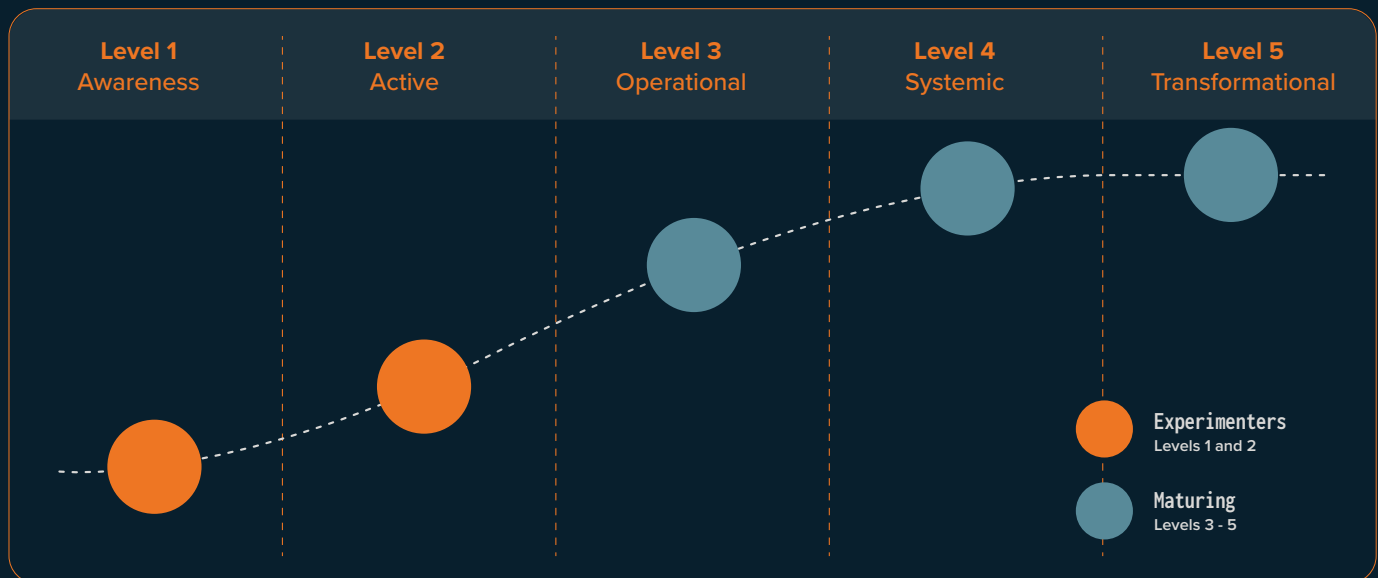 Level 1
Awareness
Level 2
Active
Level 3
Operational
Level 4
Systemic
Level 5
Transformational
Experimenters
Levels 1 and 2
Maturing
Levels 3 - 5